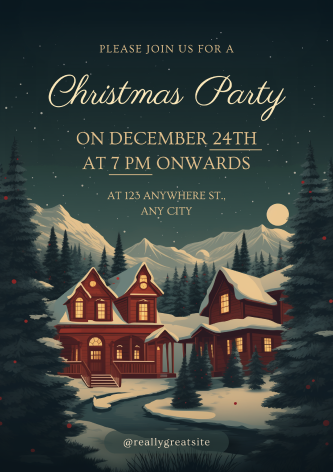 PLEASE JOIN US FOR A
Christmas Party
ON DECEMBER 24TH
AT 7 PM ONWARDS
AT 123 ANYWHERE ST.,
ANY CITY
@reallygreatsite